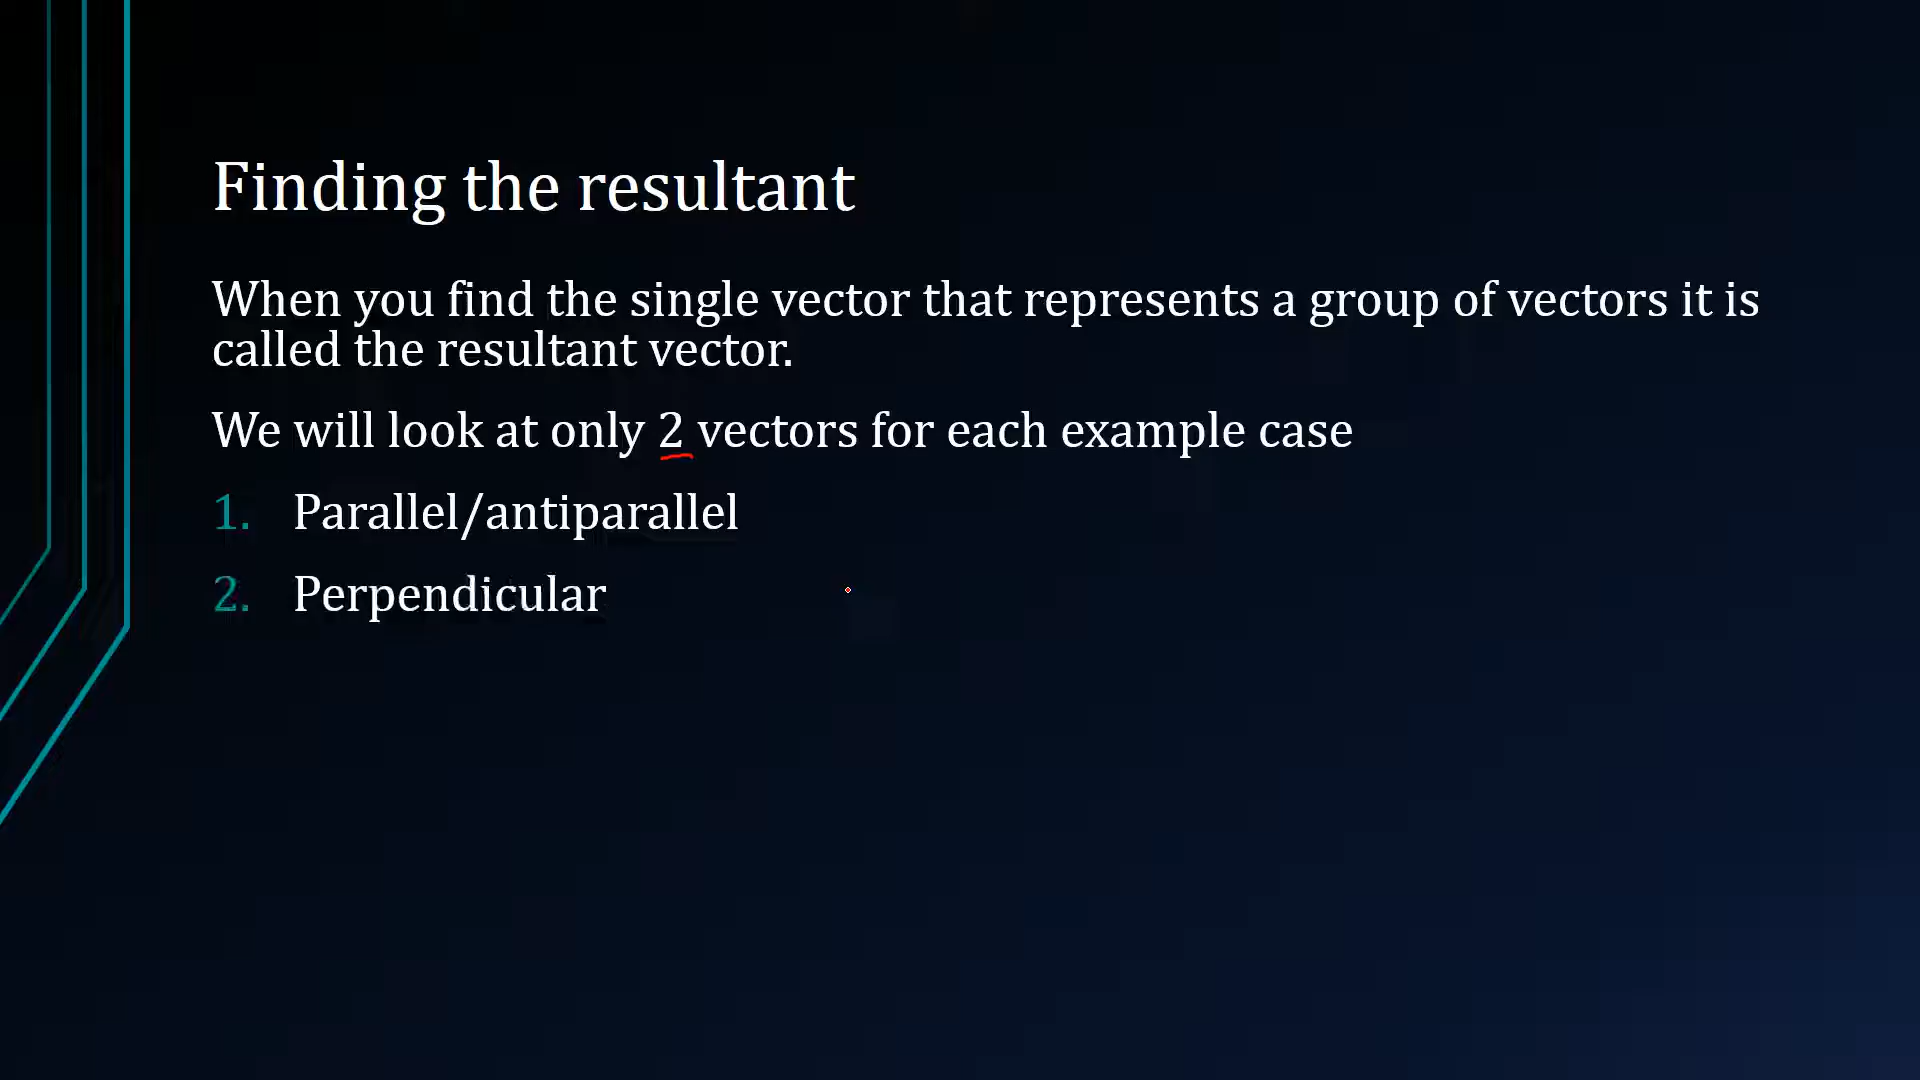 Finding the resultant
When you find the single vector that represents a group of vectors it is
called the resultant vector.
We will look at only 2 vectors for each example case
1. Parallel/antiparallel
2. Perpendicular